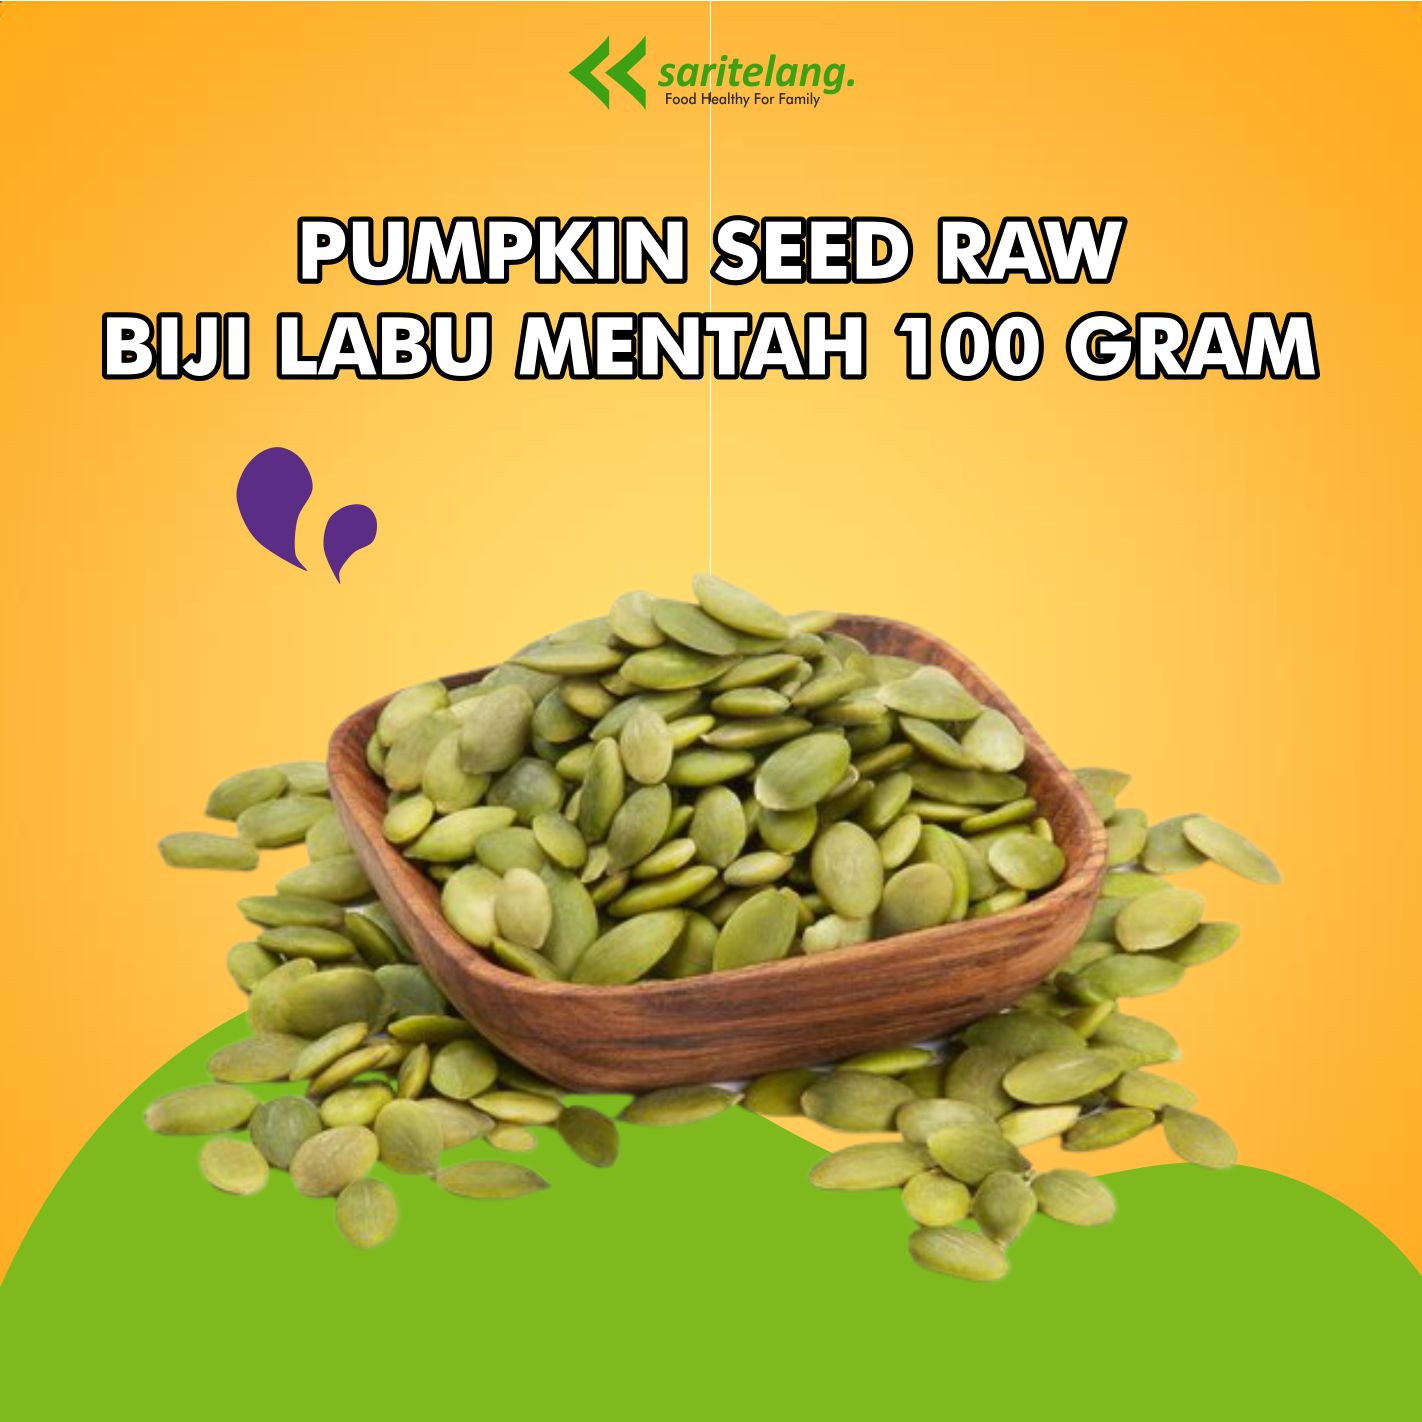 saritelang.
Food Healthy For Family
PUMPKIN SEED RAW
BIJI LABU MENTAH 100 GRAM